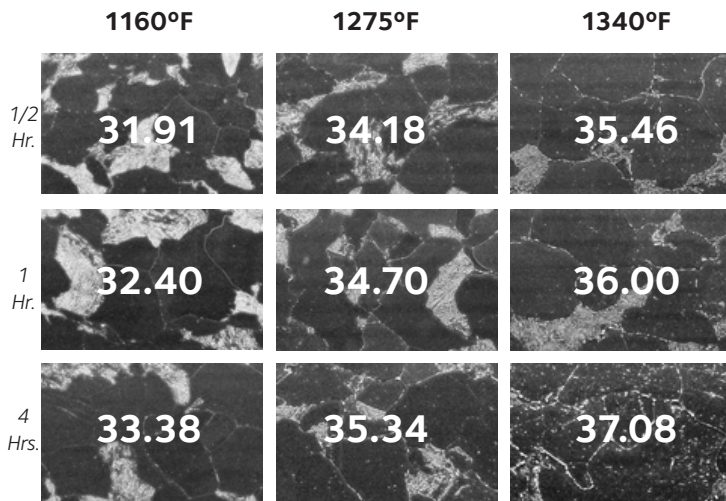 1160ºF 1275ºF 1340ºF
1/2
Hr.
31.91 34.18 35.46
1
Hr.
32.40 34.70 36.00
4
Hrs.
33.38 35.34 37.08